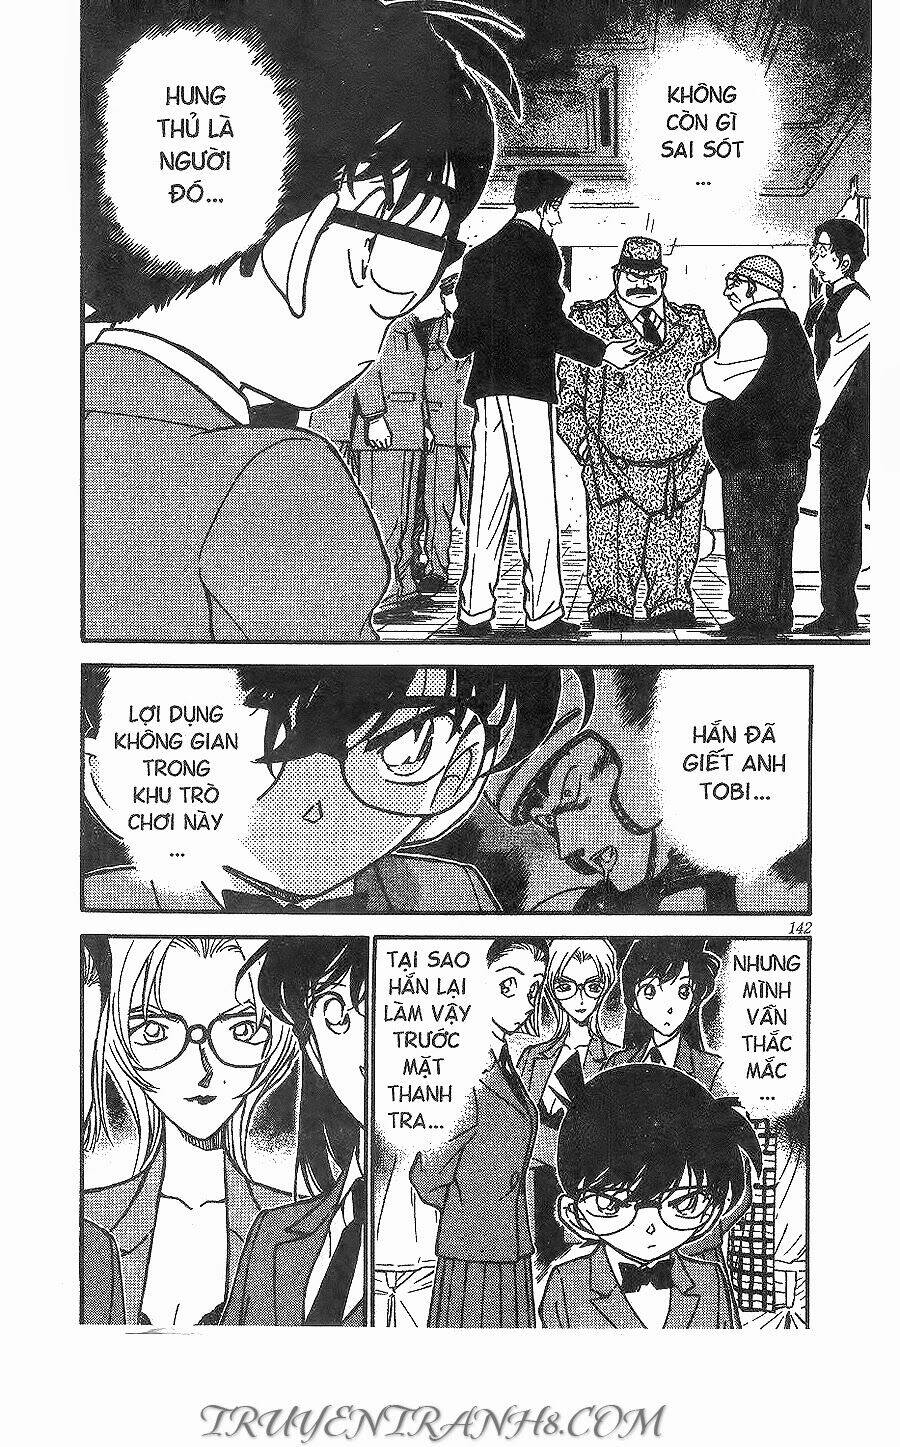 KHÔNG
CÒN GÌ
SAI SÓT
...
HUNG
THỦ LÀ
NGƯỜI
ĐÓ...
HẮN ĐÃ
GIẾT ANH
TOBI...
LỢI DỤNG
KHÔNG GIAN
TRONG
KHU TRÒ
CHƠI NÀY
...
142
NHƯNG
MÌNH
VẪN
THẮC
MẮC
...
TẠI SAO
HẮN LẠI
LÀM VẬY
TRƯỚC
MẶT
THANH
TRA...
TRUYENTRANH8.COM